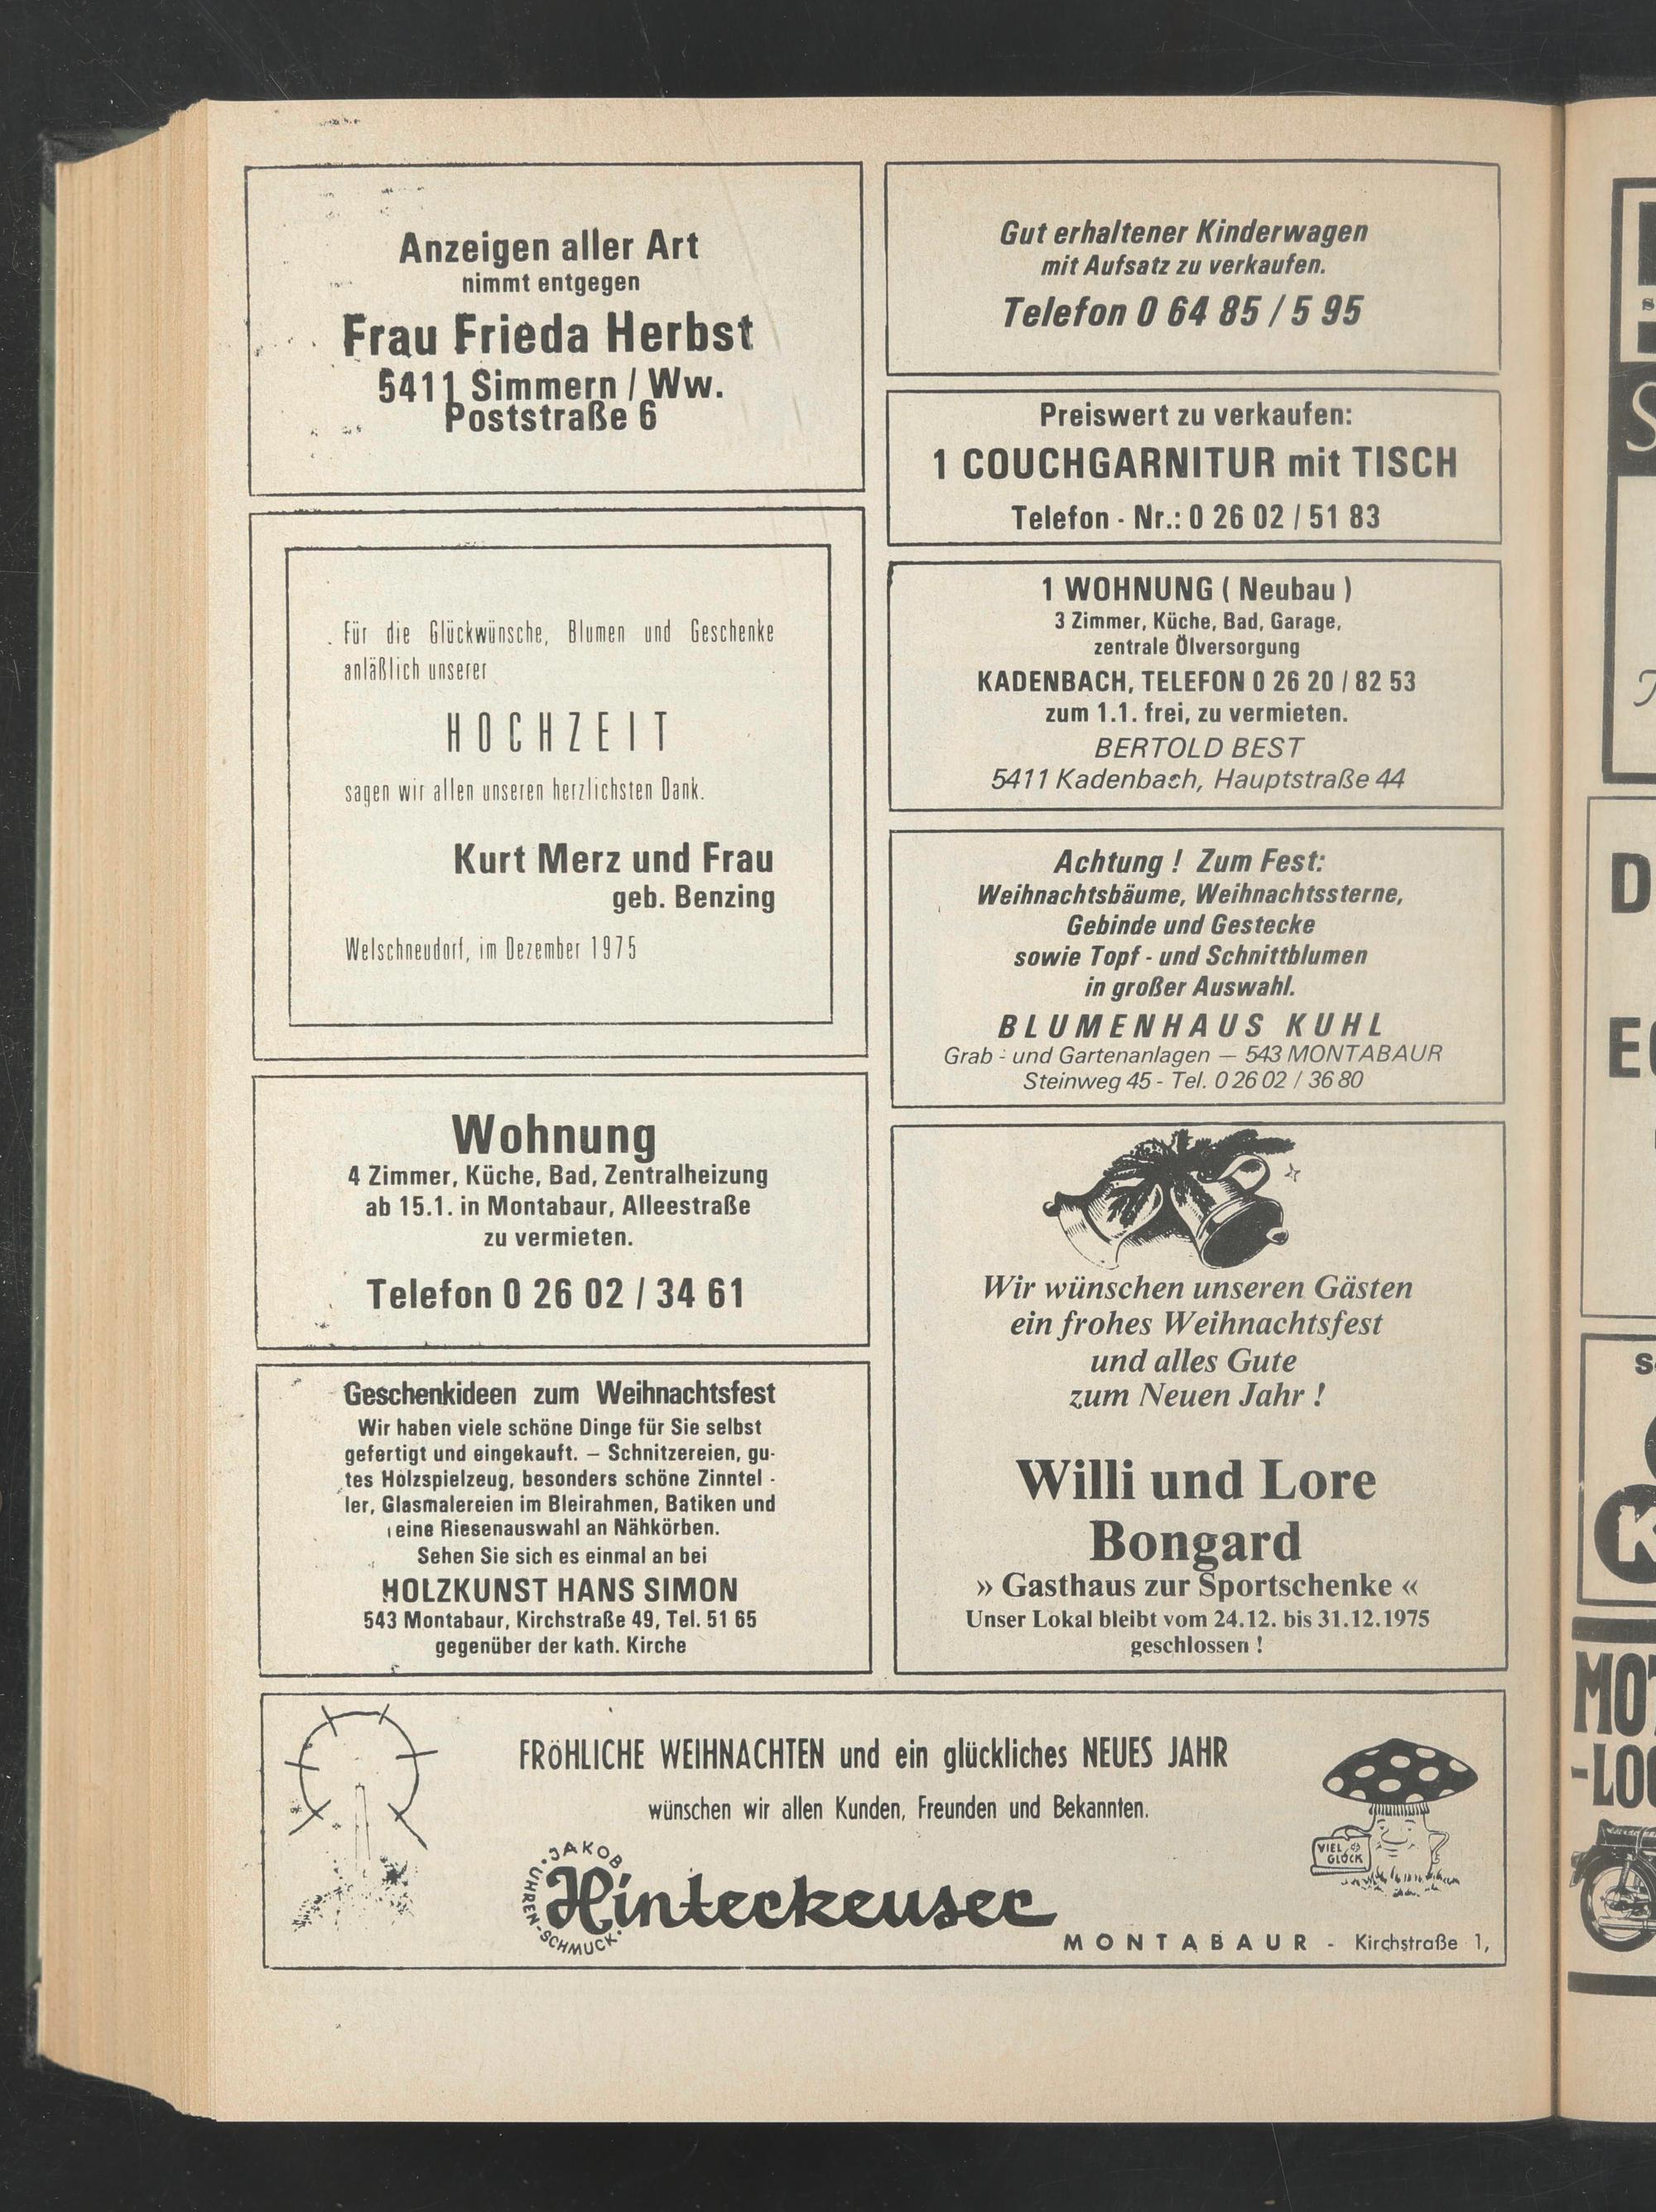 Anzeigen aller Art
nimmt entgegen
Frau Frieda Herbst
5411 Simmern / Ww.
Poststraße 6
Für die Glückwünsche, Blumen und Geschenke
anläßlich unserer
HOCHZEIT
sagen wir allen unseren herzlichsten Dank.
Kurt Merz und Frau
geb. Benzing
Welschneudorf, im Dezember 1975
Wohnung
4 Zimmer, Küche, Bad, Zentralheizung
ab 15.1. in Montabaur, Alleestraße
zu vermieten.
Telefon 0 26 02 / 34 61
Geschenkideen zum Weihnachtsfest
Wir haben viele schöne Dinge für Sie selbst
gefertigt und eingekauft. – Schnitzereien, gu-
tes Holzspielzeug, besonders schöne Zinntel -
ler, Glasmalereien im Bleirahmen, Batiken und
eine Riesenauswahl an Nähkörben.
Sehen Sie sich es einmal an bei
HOLZKUNST HANS SIMON
543 Montabaur, Kirchstraße 49, Tel. 51 65
gegenüber der kath. Kirche
Gut erhaltener Kinderwagen
mit Aufsatz zu verkaufen.
Telefon 0 64 85 / 5 95
Preiswert zu verkaufen:
1 COUCHGARNITUR mit TISCH
Telefon - Nr.: 0 26 02 / 51 83
1 WOHNUNG ( Neubau )
3 Zimmer, Küche, Bad, Garage,
zentrale Ölversorgung
KADENBACH, TELEFON 0 26 20 / 82 53
zum 1.1. frei, zu vermieten.
BERTOLD BEST
5411 Kadenbach, Hauptstraße 44
Achtung ! Zum Fest:
Weihnachtsbäume, Weihnachtssterne,
Gebinde und Gestecke
sowie Topf - und Schnittblumen
in großer Auswahl.
BLUMENHAUS KUHL
Grab - und Gartenanlagen — 543 MONTABAUR
Steinweg 45 - Tel. 0 26 02 / 36 80
Wir wünschen unseren Gästen
ein frohes Weihnachtsfest
und alles Gute
zum Neuen Jahr !
Willi und Lore
Bongard
» Gasthaus zur Sportschenke «
Unser Lokal bleibt vom 24.12. bis 31.12.1975
geschlossen !
FRÖHLICHE WEIHNACHTEN und ein glückliches NEUES JAHR
wünschen wir allen Kunden, Freunden und Bekannten.
JAKOB
Hinterkeuser
UHREN-SCHMUCK
MONTABAUR - Kirchstraße 1,
VIEL
GLÜCK
MOT
-LOU